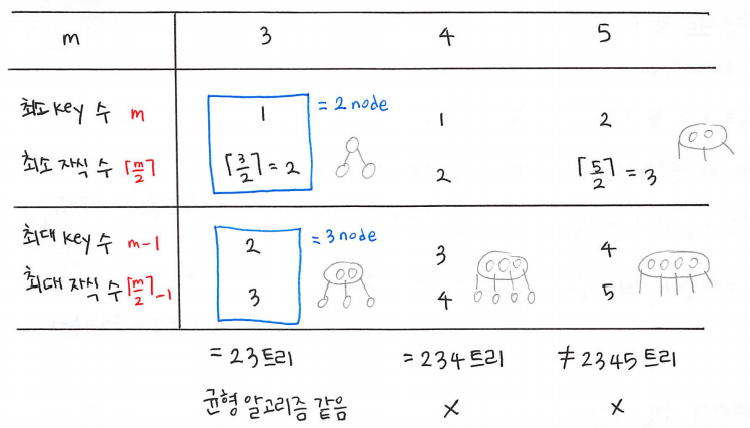 m 3 4 5
최소 key 수 m 1 = 2 node 1 2
최소 자식 수 ⌈m/2⌉ ⌈3/2⌉ = 2 2 ⌈5/2⌉ = 3
최대 key 수 m-1 2 = 3 node 3 4
최대 자식 수 ⌈m/2⌉-1 3 4 5
= 23트리 = 234트리 ≠ 2345 트리
균형 알고리즘 같음 X X